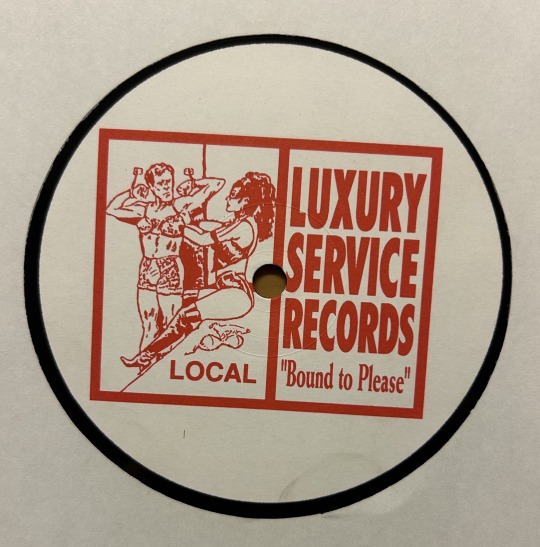 LUXURY
SERVICE
RECORDS
"Bound to Please"
LOCAL